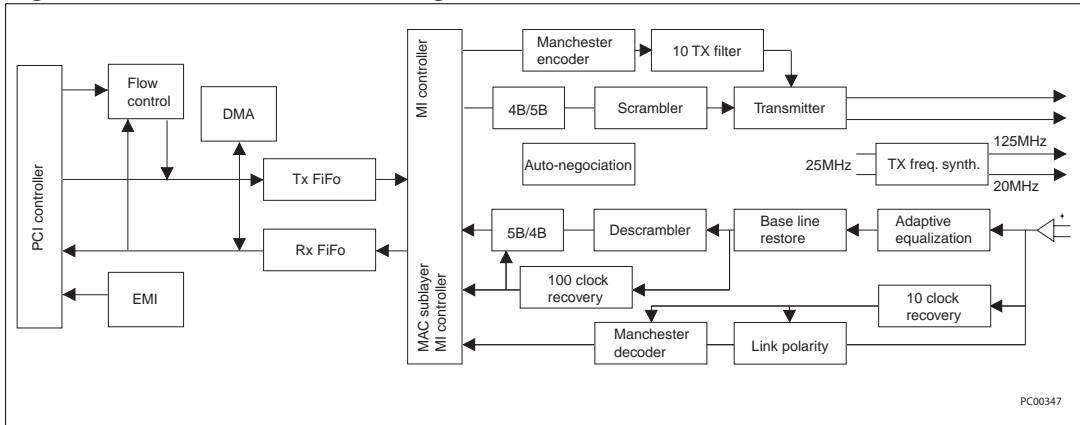 PCI controller
Flow
control
DMA
EMI
Tx FiFo
Rx FiFo
MI controller
MAC sublayer
MI controller
Manchester
encoder
10 TX filter
4B/5B
Scrambler
Transmitter
Auto-negociation
25MHz
TX freq. synth.
125MHz
20MHz
5B/4B
Descrambler
Base line
restore
Adaptive
equalization
+
100 clock
recovery
10 clock
recovery
Manchester
decoder
Link polarity
PC00347